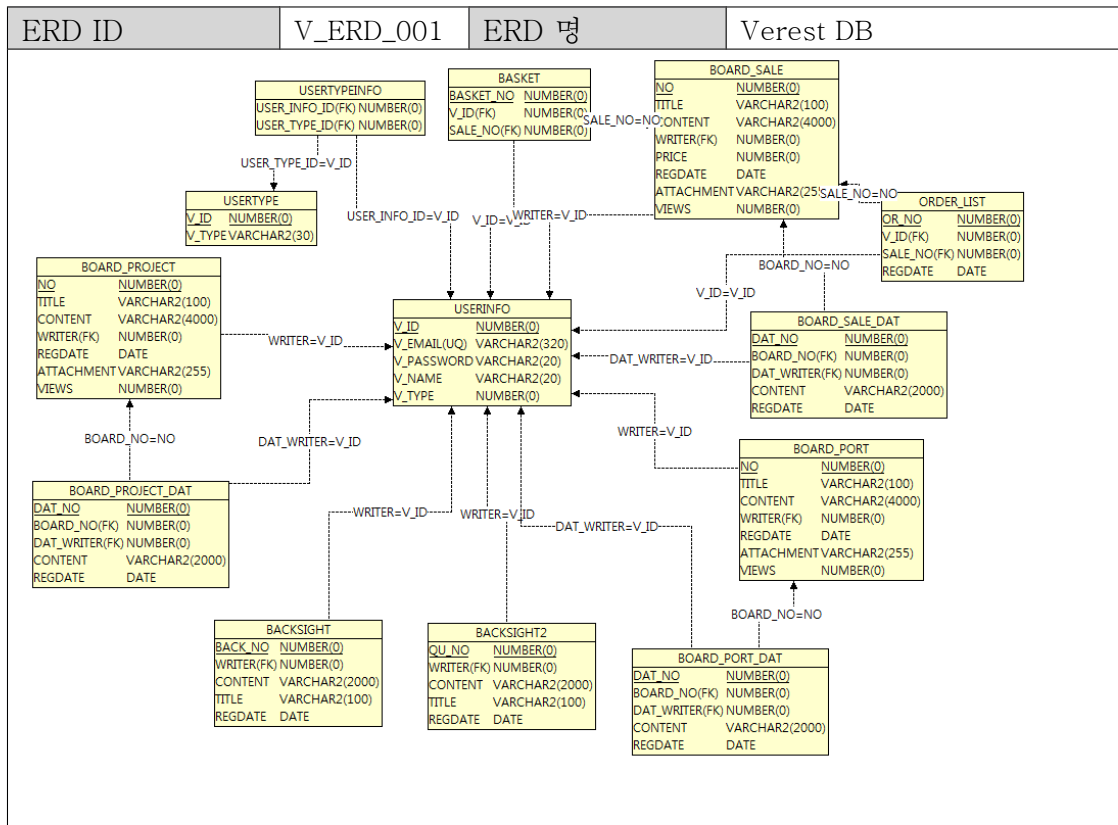 ERD ID V_ERD_001 ERD 명 Verest DB
USERTYPEINFO
USER_INFO_ID(FK) NUMBER(0)
USER_TYPE_ID(FK) NUMBER(0)
BASKET
BASKET_NO NUMBER(0)
V_ID(FK) NUMBER(0)
SALE_NO(FK) NUMBER(0)
SALE_NO=NO
BOARD_SALE
NO NUMBER(0)
TITLE VARCHAR2(100)
CONTENT VARCHAR2(4000)
WRITER(FK) NUMBER(0)
PRICE NUMBER(0)
REGDATE DATE
ATTACHMENT VARCHAR2(255
VIEWS NUMBER(0)
SALE_NO=NO
USER_TYPE_ID=V_ID
USERTYPE
V_ID NUMBER(0)
V_TYPE VARCHAR2(30)
USER_INFO_ID=V_ID
V_ID=V_ID
WRITER=V_ID
ORDER_LIST
OR_NO NUMBER(0)
V_ID(FK) NUMBER(0)
SALE_NO(FK) NUMBER(0)
REGDATE DATE
BOARD_NO=NO
V_ID=V_ID
BOARD_PROJECT
NO NUMBER(0)
TITLE VARCHAR2(100)
CONTENT VARCHAR2(4000)
WRITER(FK) NUMBER(0)
REGDATE DATE
ATTACHMENT VARCHAR2(255)
VIEWS NUMBER(0)
WRITER=V_ID
USERINFO
V_ID NUMBER(0)
V_EMAIL(UQ) VARCHAR2(320)
V_PASSWORD VARCHAR2(20)
V_NAME VARCHAR2(20)
V_TYPE NUMBER(0)
DAT_WRITER=V_ID
BOARD_SALE_DAT
DAT_NO NUMBER(0)
BOARD_NO(FK) NUMBER(0)
DAT_WRITER(FK) NUMBER(0)
CONTENT VARCHAR2(2000)
REGDATE DATE
BOARD_NO=NO
DAT_WRITER=V_ID
WRITER=V_ID
BOARD_PORT
NO NUMBER(0)
TITLE VARCHAR2(100)
CONTENT VARCHAR2(4000)
WRITER(FK) NUMBER(0)
REGDATE DATE
ATTACHMENT VARCHAR2(255)
VIEWS NUMBER(0)
BOARD_PROJECT_DAT
DAT_NO NUMBER(0)
BOARD_NO(FK) NUMBER(0)
DAT_WRITER(FK) NUMBER(0)
CONTENT VARCHAR2(2000)
REGDATE DATE
WRITER=V_ID
WRITER=V_ID
DAT_WRITER=V_ID
BOARD_NO=NO
BACKSIGHT
BACK_NO NUMBER(0)
WRITER(FK) NUMBER(0)
CONTENT VARCHAR2(2000)
TITLE VARCHAR2(100)
REGDATE DATE
BACKSIGHT2
QU_NO NUMBER(0)
WRITER(FK) NUMBER(0)
CONTENT VARCHAR2(2000)
TITLE VARCHAR2(100)
REGDATE DATE
BOARD_PORT_DAT
DAT_NO NUMBER(0)
BOARD_NO(FK) NUMBER(0)
DAT_WRITER(FK) NUMBER(0)
CONTENT VARCHAR2(2000)
REGDATE DATE